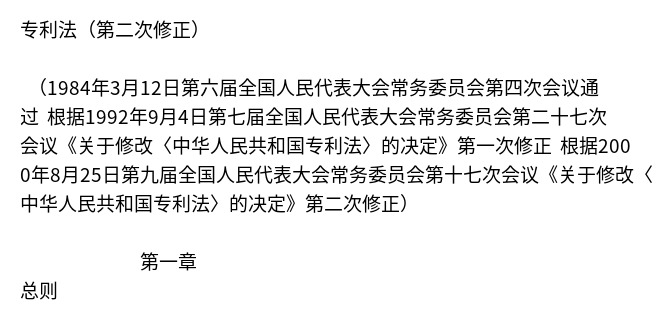 专利法（第二次修正）
（1984年3月12日第六届全国人民代表大会常务委员会第四次会议通
过 根据1992年9月4日第七届全国人民代表大会常务委员会第二十七次
会议《关于修改〈中华人民共和国专利法〉的决定》第一次修正 根据200
0年8月25日第九届全国人民代表大会常务委员会第十七次会议《关于修改〈
中华人民共和国专利法〉的决定》第二次修正）
第一章
总则